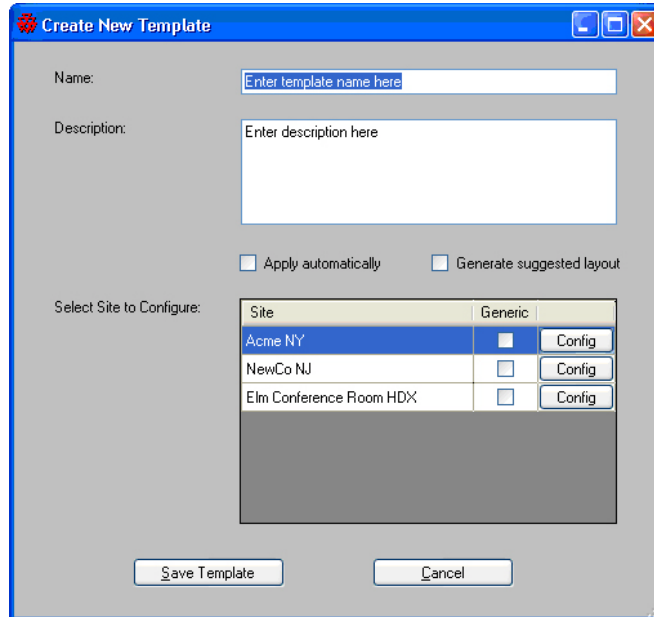 Create New Template
Name:
Enter template name here
Description:
Enter description here
Apply automatically
Generate suggested layout
Select Site to Configure:
Site Generic
Acme NY Config
NewCo NJ Config
Elm Conference Room HDX Config
Save Template
Cancel